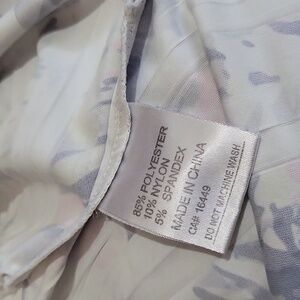 85% POLYESTER
10% NYLON
5% SPANDEX
MADE IN CHINA
CA# 16449
DO NOT MACHINE WASH